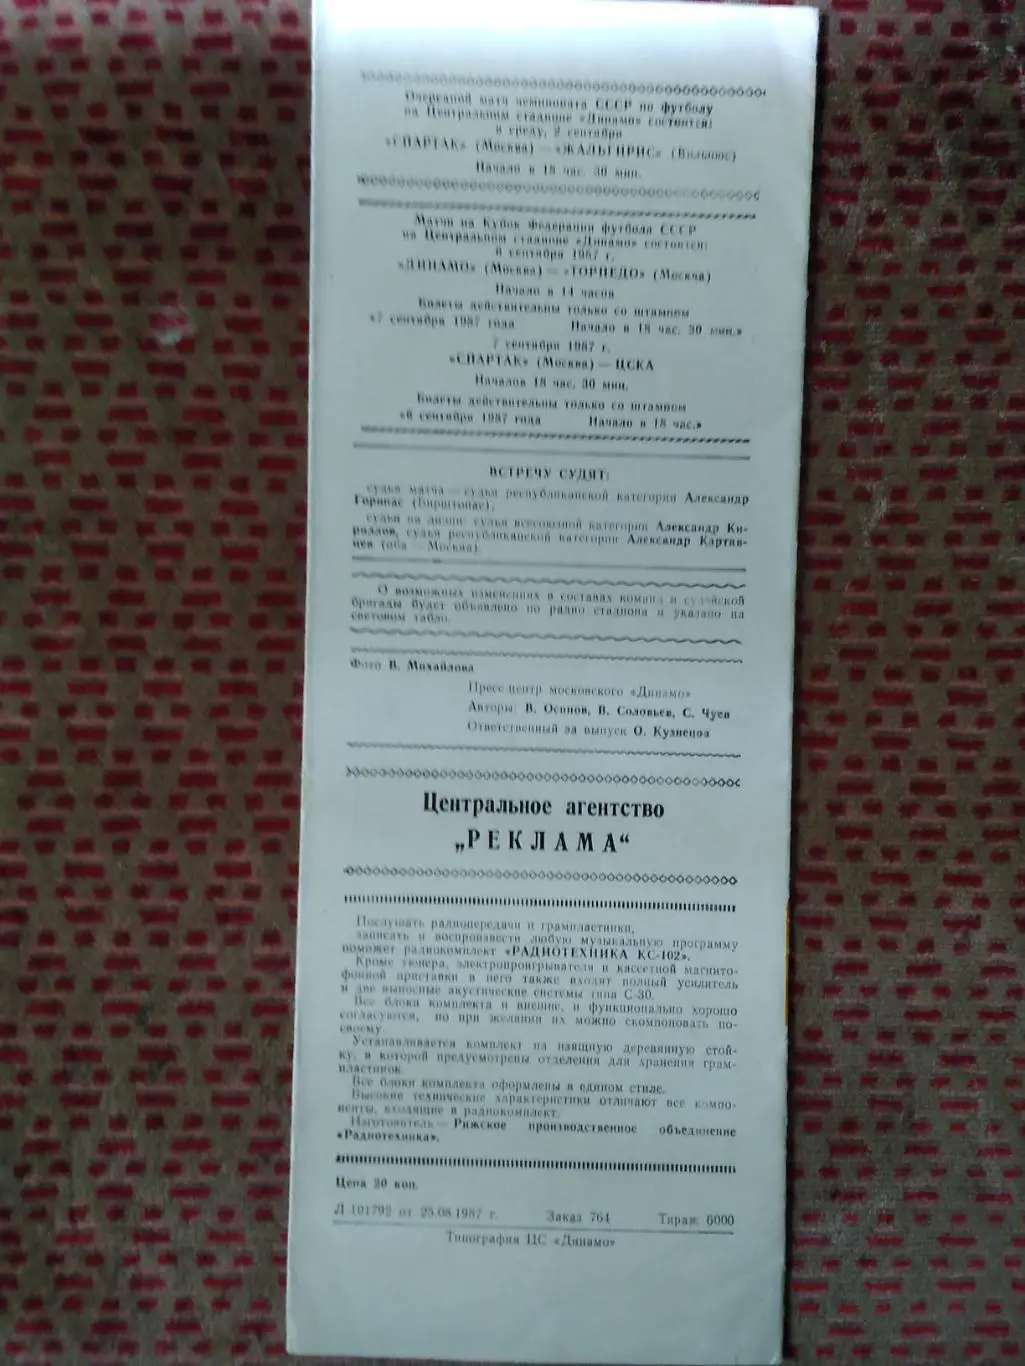 Очередной матч чемпионата СССР по футболу
на Центральном стадионе «Динамо» состоится:
в среду, 2 сентября
«СПАРТАК» (Москва) — «ЖАЛЬГИРИС» (Вильнюс)
Начало в 18 час. 30 мин.
Матчи на Кубок Федерации футбола СССР
на Центральном стадионе «Динамо» состоятся:
6 сентября 1987 г.
«ДИНАМО» (Москва) — «ТОРПЕДО» (Москва)
Начало в 14 часов
Билеты действительны только со штампом
«7 сентября 1987 года Начало в 18 час. 30 мин.»
7 сентября 1987 г.
«СПАРТАК» (Москва) — ЦСКА
Началов 18 час. 30 мин.
Билеты действительны только со штампом
«6 сентября 1987 года Начало в 18 час.»
ВСТРЕЧУ СУДЯТ:
судья матча — судья республиканской категории Александр
Горинас (Бирштонас);
судьи на линии: судья всесоюзной категории Александр Ки-
риллов, судья республиканской категории Александр Картав-
цев (оба — Москва).
О возможных изменениях в составах команд и судейской
бригады будет объявлено по радио стадиона и указано на
световом табло.
Фото В. Михайлова
Пресс-центр московского «Динамо»
Авторы: В. Осипов, В. Соловьев, С. Чуев
Ответственный за выпуск О. Кузнецов
Центральное агентство
„РЕКЛАМА“
Послушать радиопередачи и грампластинки,
записать и воспроизвести любую музыкальную программу
поможет радиокомплект «РАДИОТЕХНИКА КС-102».
Кроме тюнера, электропроигрывателя и кассетной магнито-
фонной приставки в него также входит полный усилитель
и две выносные акустические системы типа С-30.
Все блоки комплекта и внешне, и функционально хорошо
согласуются, но при желании их можно скомпоновать по-
своему.
Устанавливается комплект на изящную деревянную стой-
ку, в которой предусмотрены отделения для хранения грам-
пластинок.
Все блоки комплекта оформлены в едином стиле.
Высокие технические характеристики отличают все компо-
ненты, входящие в радиокомплект.
Изготовитель — Рижское производственное объединение
«Радиотехника».
Цена 20 коп.
Л 101792 от 25.08.1987 г. Заказ 764 Тираж 6000
Типография ЦС «Динамо»